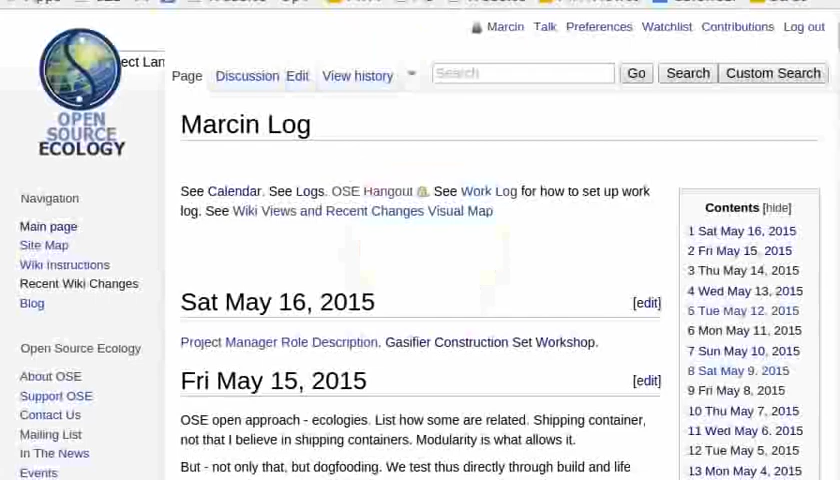 Marcin Talk Preferences Watchlist Contributions Log out
Page Discussion Edit View history Search Go Search Custom Search
OPEN
SOURCE
ECOLOGY
Marcin Log
See Calendar. See Logs. OSE Hangout. See Work Log for how to set up work
log. See Wiki Views and Recent Changes Visual Map
Sat May 16, 2015 [edit]
Project Manager Role Description. Gasifier Construction Set Workshop.
Fri May 15, 2015 [edit]
OSE open approach - ecologies. List how some are related. Shipping container,
not that I believe in shipping containers. Modularity is what allows it.
But - not only that, but dogfooding. We test thus directly through build and life
Navigation
Main page
Site Map
Wiki Instructions
Recent Wiki Changes
Blog
Open Source Ecology
About OSE
Support OSE
Contact Us
Mailing List
In The News
Events
Contents [hide]
1 Sat May 16, 2015
2 Fri May 15, 2015
3 Thu May 14, 2015
4 Wed May 13, 2015
5 Tue May 12, 2015
6 Mon May 11, 2015
7 Sun May 10, 2015
8 Sat May 9, 2015
9 Fri May 8, 2015
10 Thu May 7, 2015
11 Wed May 6, 2015
12 Tue May 5, 2015
13 Mon May 4, 2015